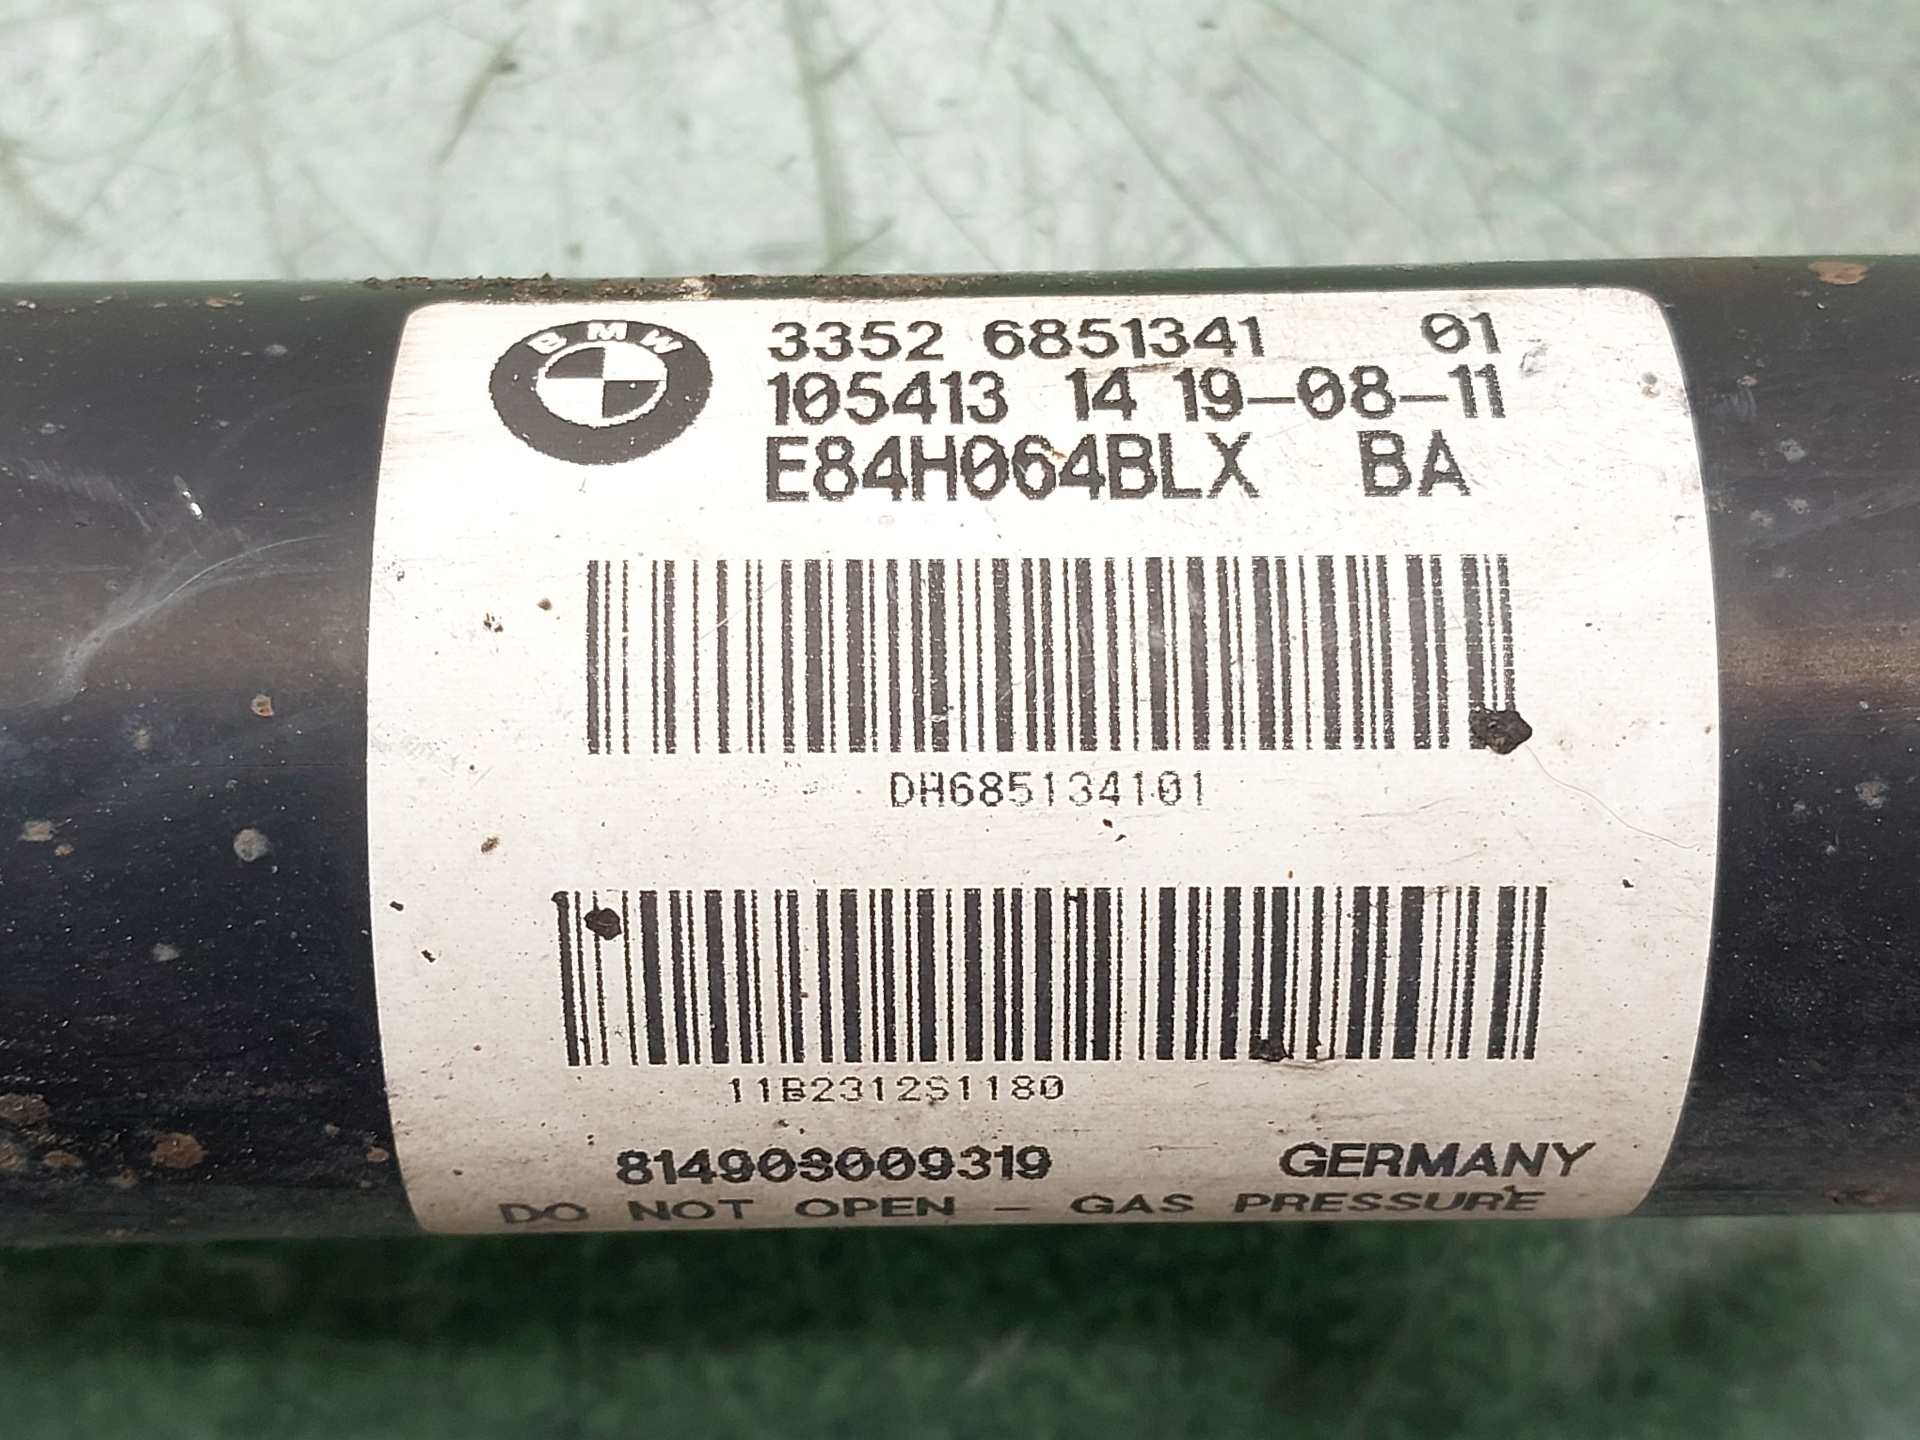 BMW
3352 6851341 01
105413 14 19-08-11
E84H064BLX BA
DH685134101
11B2312S1180
814903009319 GERMANY
DO NOT OPEN - GAS PRESSURE